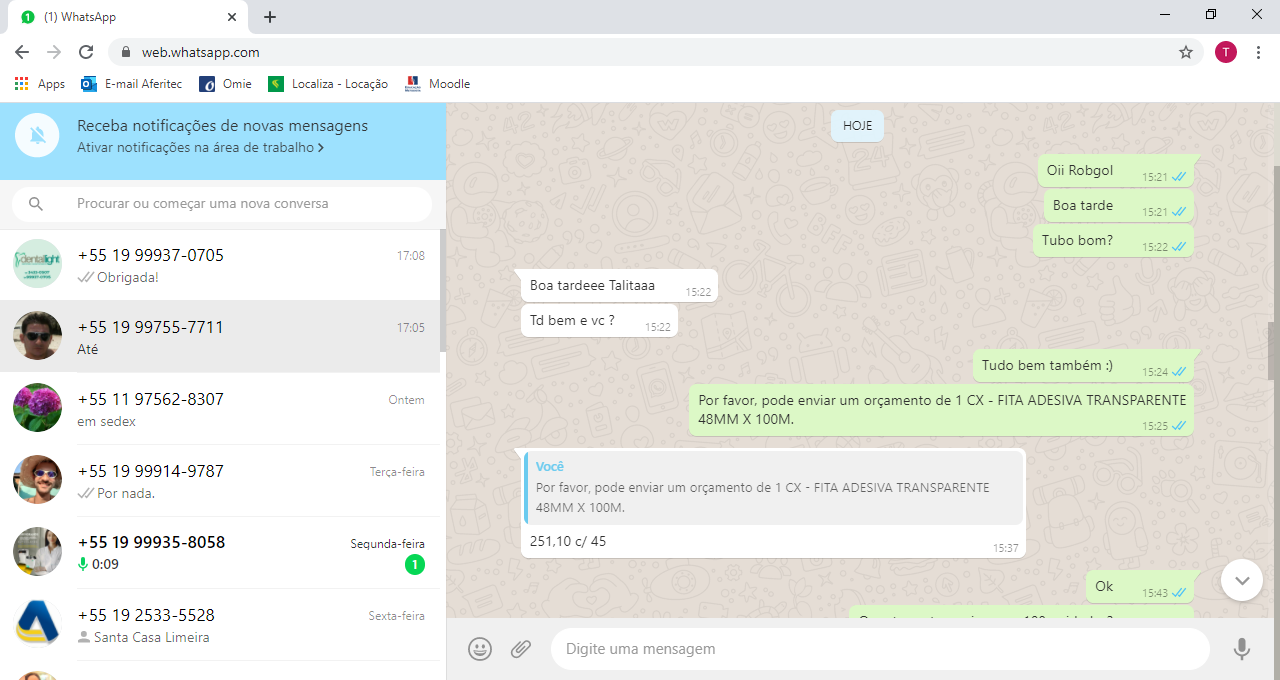 1
(1) WhatsApp
web.whatsapp.com
T
Apps
E-mail Aferitec
Omie
Localiza - Locação
Moodle
Receba notificações de novas mensagens
Ativar notificações na área de trabalho
Procurar ou começar uma nova conversa
dentallight
+55 19 99937-0705
17:08
Obrigada!
+55 19 99755-7711
17:05
Até
+55 11 97562-8307
Ontem
em sedex
+55 19 99914-9787
Terça-feira
Por nada.
+55 19 99935-8058
Segunda-feira
0:09
1
+55 19 2533-5528
Sexta-feira
Santa Casa Limeira
HOJE
Oii Robgol
15:21
Boa tarde
15:21
Tubo bom?
15:22
Boa tardeee Talitaaa
15:22
Td bem e vc ?
15:22
Tudo bem também :)
15:24
Por favor, pode enviar um orçamento de 1 CX - FITA ADESIVA TRANSPARENTE
48MM X 100M.
15:25
Você
Por favor, pode enviar um orçamento de 1 CX - FITA ADESIVA TRANSPARENTE
48MM X 100M.
251,10 c/ 45
15:37
Ok
15:43
Digite uma mensagem